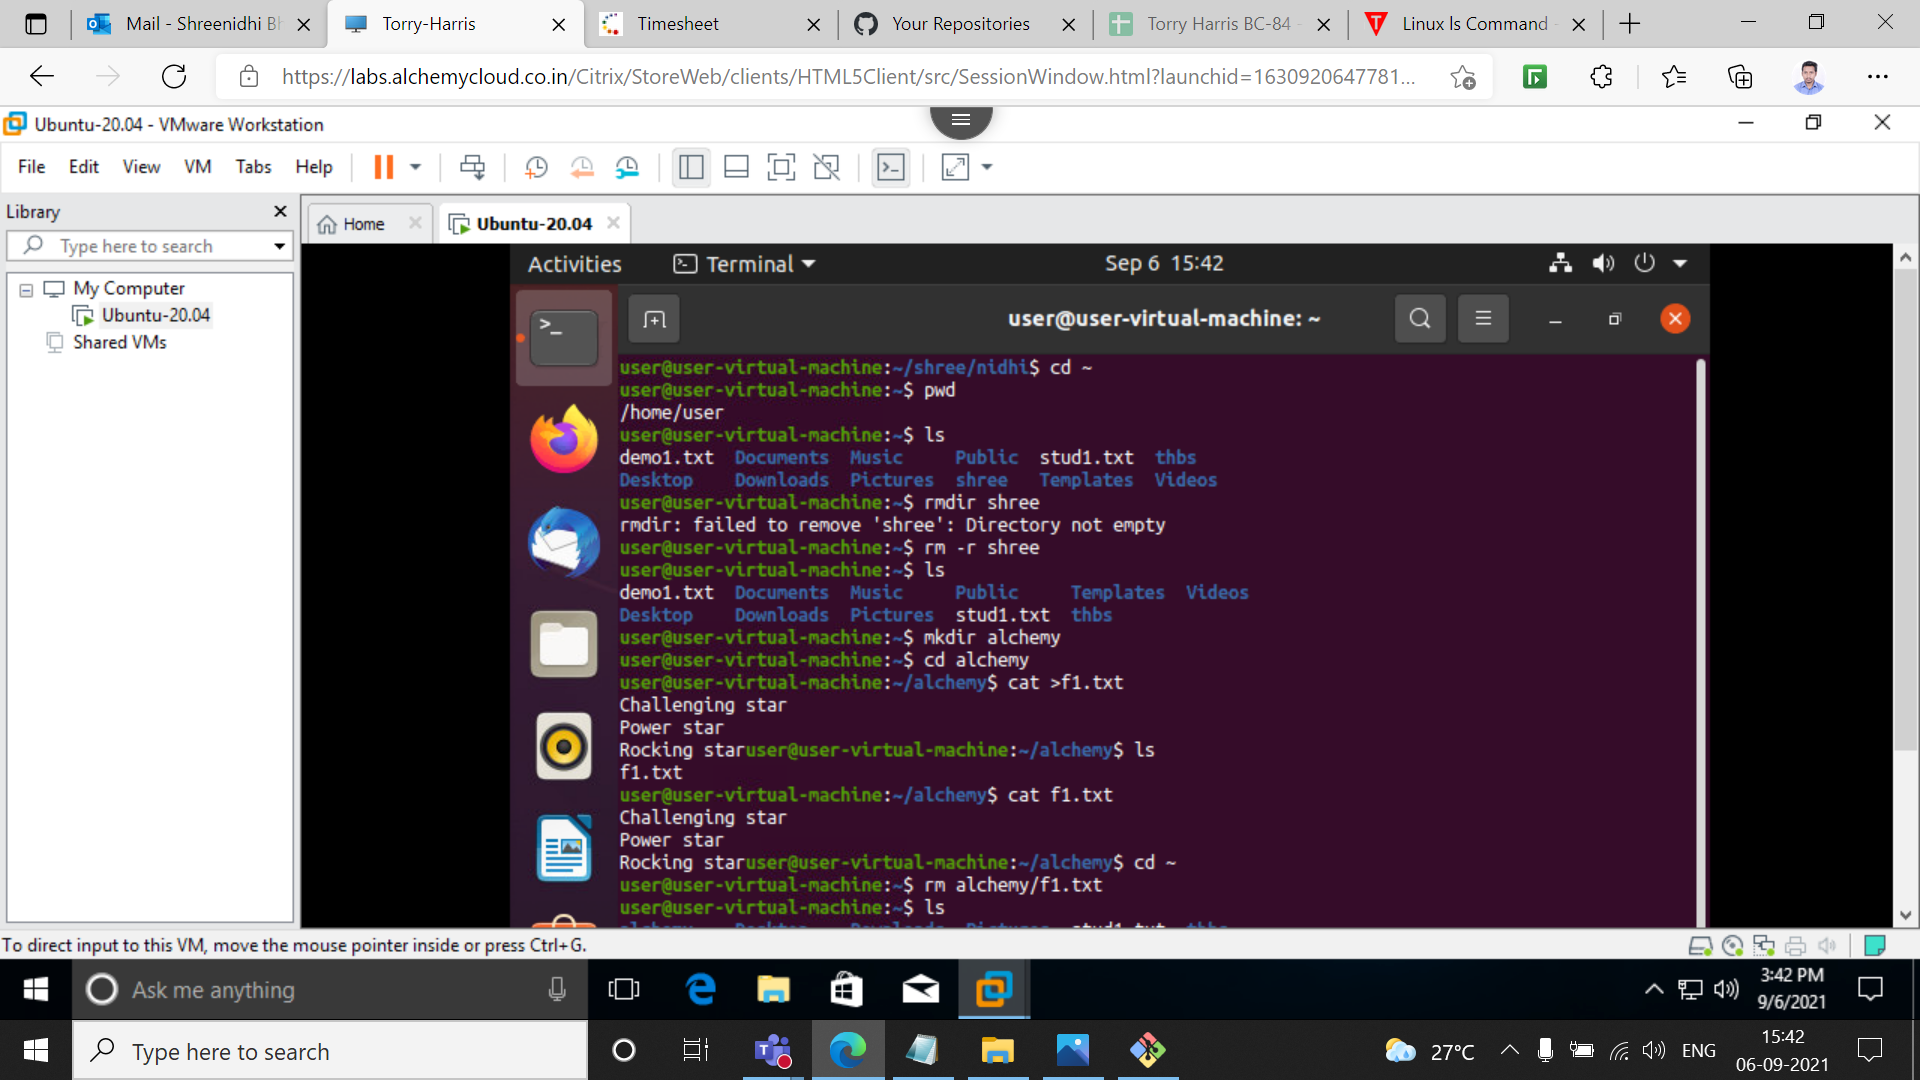 Mail - Shreenidhi Bh
Torry-Harris
Timesheet
Your Repositories
Torry Harris BC-84 -
Linux ls Command -
https://labs.alchemycloud.co.in/Citrix/StoreWeb/clients/HTML5Client/src/SessionWindow.html?launchid=1630920647781...
Ubuntu-20.04 - VMware Workstation
File Edit View VM Tabs Help
Library
Home
Ubuntu-20.04
Type here to search
My Computer
Ubuntu-20.04
Shared VMs
Activities
Terminal
Sep 6 15:42
user@user-virtual-machine: ~
user@user-virtual-machine:~/shree/nidhi$ cd ~
user@user-virtual-machine:~$ pwd
/home/user
user@user-virtual-machine:~$ ls
demo1.txt Documents Music Public stud1.txt thbs
Desktop Downloads Pictures shree Templates Videos
user@user-virtual-machine:~$ rmdir shree
rmdir: failed to remove 'shree': Directory not empty
user@user-virtual-machine:~$ rm -r shree
user@user-virtual-machine:~$ ls
demo1.txt Documents Music Public Templates Videos
Desktop Downloads Pictures stud1.txt thbs
user@user-virtual-machine:~$ mkdir alchemy
user@user-virtual-machine:~$ cd alchemy
user@user-virtual-machine:~/alchemy$ cat >f1.txt
Challenging star
Power star
Rocking staruser@user-virtual-machine:~/alchemy$ ls
f1.txt
user@user-virtual-machine:~/alchemy$ cat f1.txt
Challenging star
Power star
Rocking staruser@user-virtual-machine:~/alchemy$ cd ~
user@user-virtual-machine:~$ rm alchemy/f1.txt
user@user-virtual-machine:~$ ls
alchemy Desktop Downloads Pictures stud1.txt thbs
To direct input to this VM, move the mouse pointer inside or press Ctrl+G.
Ask me anything
3:42 PM
9/6/2021
Type here to search
27°C
ENG
15:42
06-09-2021